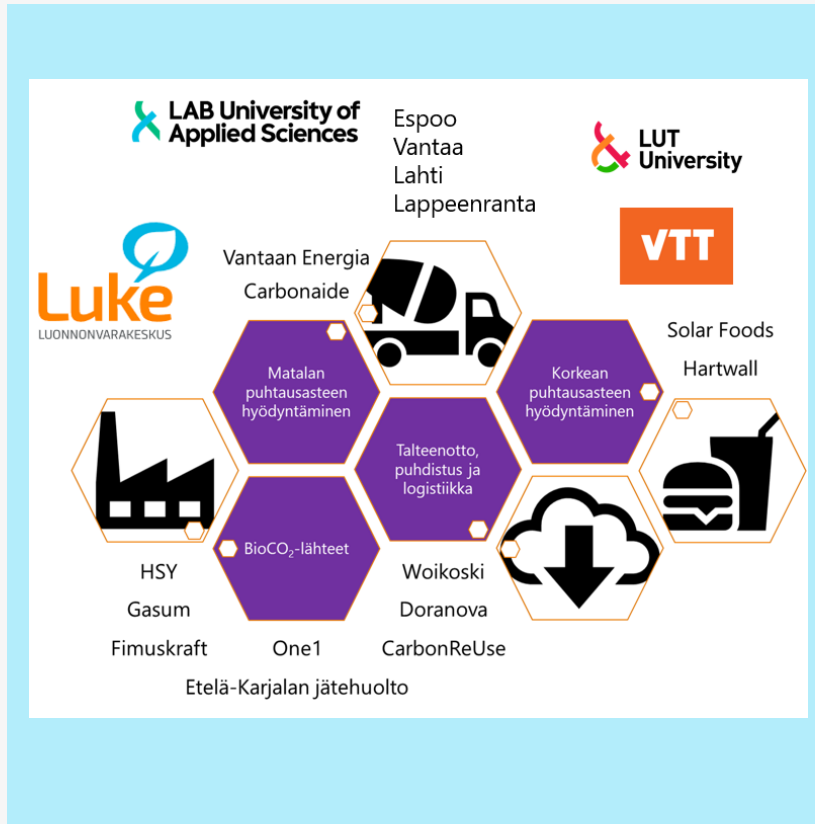 LAB University of
Applied Sciences
Espoo
Vantaa
Lahti
Lappeenranta
LUT
University
VTT
Luke
LUONNONVARAKESKUS
Vantaan Energia
Carbonaide
Solar Foods
Hartwall
Matalan
puhtausasteen
hyödyntäminen
Korkean
puhtausasteen
hyödyntäminen
Talteenotto,
puhdistus ja
logistiikka
BioCO₂-lähteet
HSY
Gasum
Fimuskraft
One1
Etelä-Karjalan jätehuolto
Woikoski
Doranova
CarbonReUse